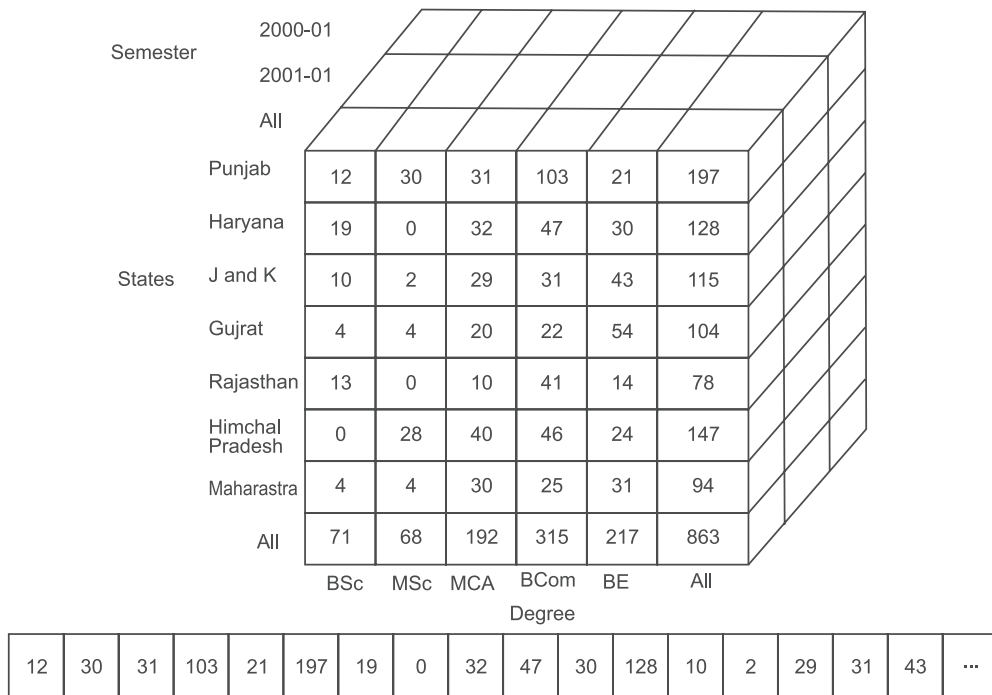 2000-01
Semester
2001-01
All
Punjab 12 30 31 103 21 197
Haryana 19 0 32 47 30 128
States J and K 10 2 29 31 43 115
Gujrat 4 4 20 22 54 104
Rajasthan 13 0 10 41 14 78
Himchal
Pradesh 0 28 40 46 24 147
Maharastra 4 4 30 25 31 94
All 71 68 192 315 217 863
BSc MSc MCA BCom BE All
Degree
12 30 31 103 21 197 19 0 32 47 30 128 10 2 29 31 43 ...